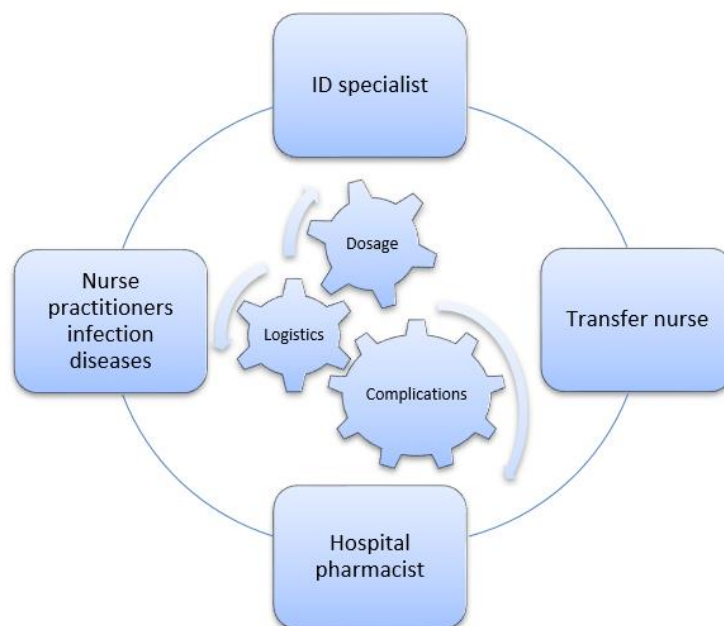 ID specialist
Dosage
Nurse
practitioners
infection
diseases
Logistics
Transfer nurse
Complications
Hospital
pharmacist